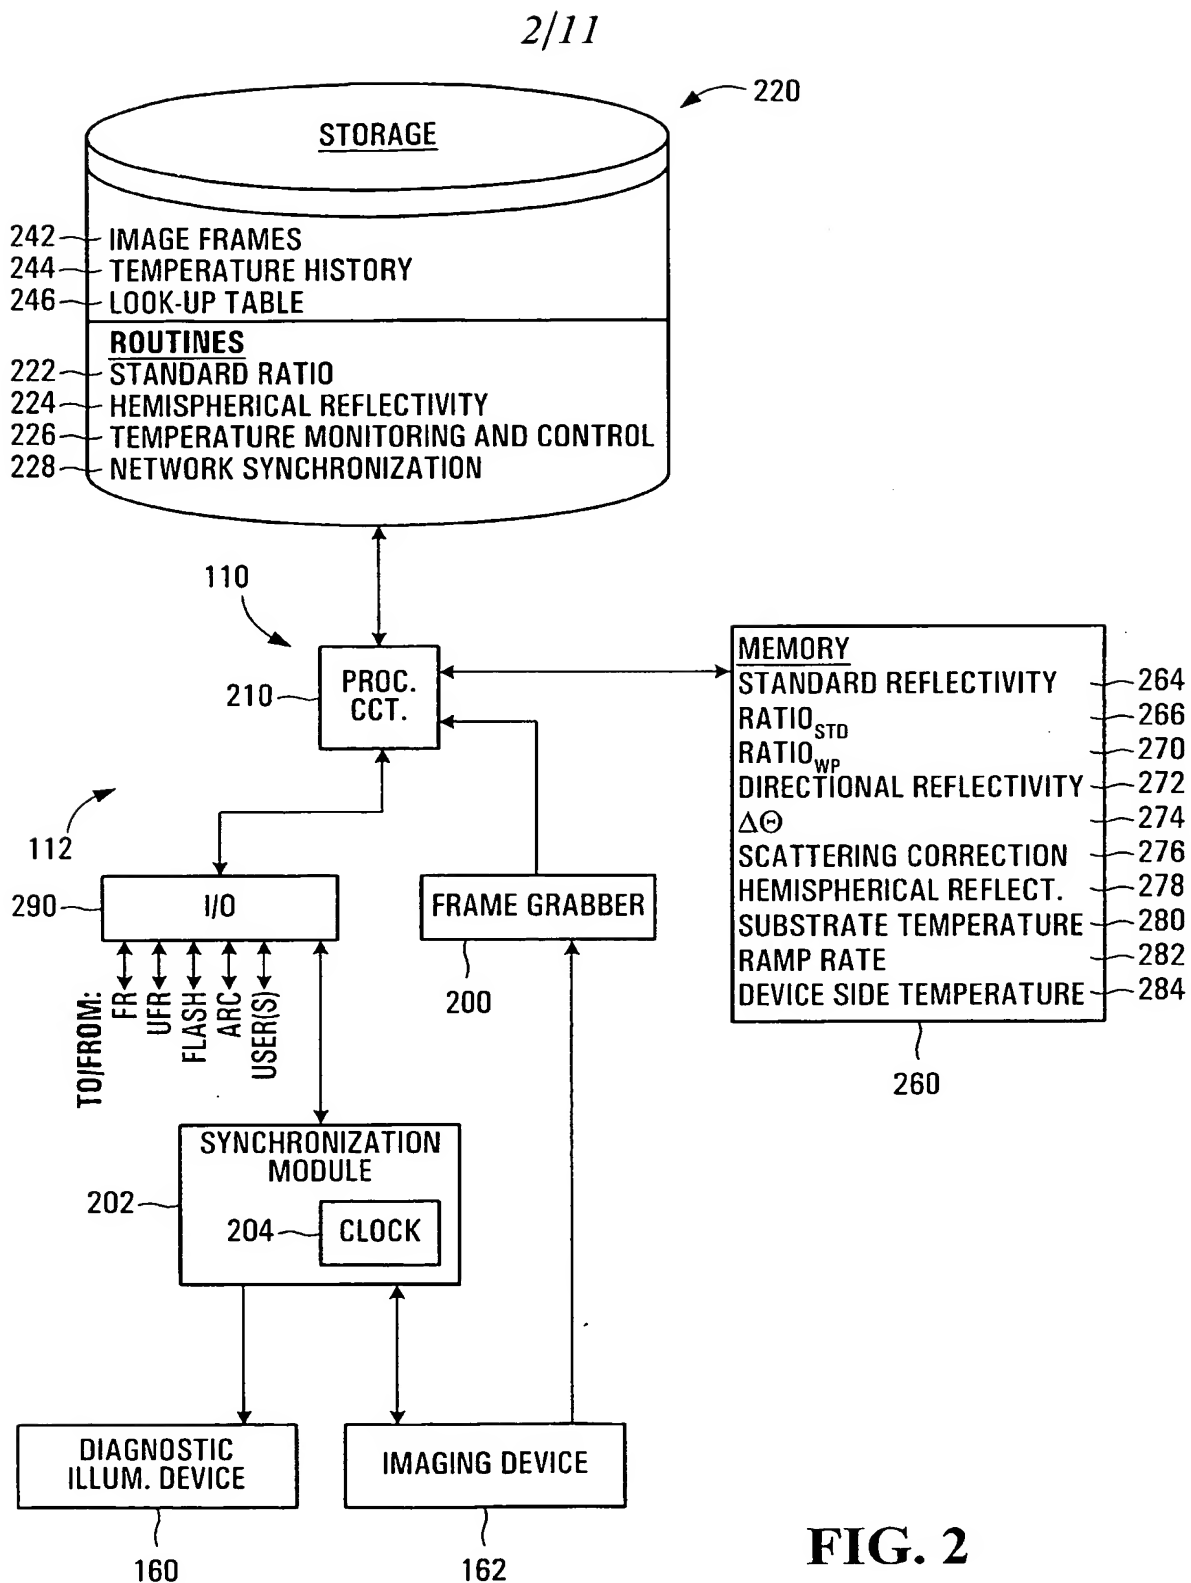 2/11
220
STORAGE
242 IMAGE FRAMES
244 TEMPERATURE HISTORY
246 LOOK-UP TABLE
ROUTINES
222 STANDARD RATIO
224 HEMISPHERICAL REFLECTIVITY
226 TEMPERATURE MONITORING AND CONTROL
228 NETWORK SYNCHRONIZATION
110
210
PROC.
CCT.
MEMORY
STANDARD REFLECTIVITY 264
RATIO STD 266
RATIO WP 270
DIRECTIONAL REFLECTIVITY 272
ΔΘ 274
SCATTERING CORRECTION 276
HEMISPHERICAL REFLECT. 278
SUBSTRATE TEMPERATURE 280
RAMP RATE 282
DEVICE SIDE TEMPERATURE 284
260
112
290 I/O
FRAME GRABBER
200
TO/FROM:
FR
UFR
FLASH
ARC
USER(S)
SYNCHRONIZATION
MODULE
202
204 CLOCK
DIAGNOSTIC
ILLUM. DEVICE
160
IMAGING DEVICE
162
FIG. 2